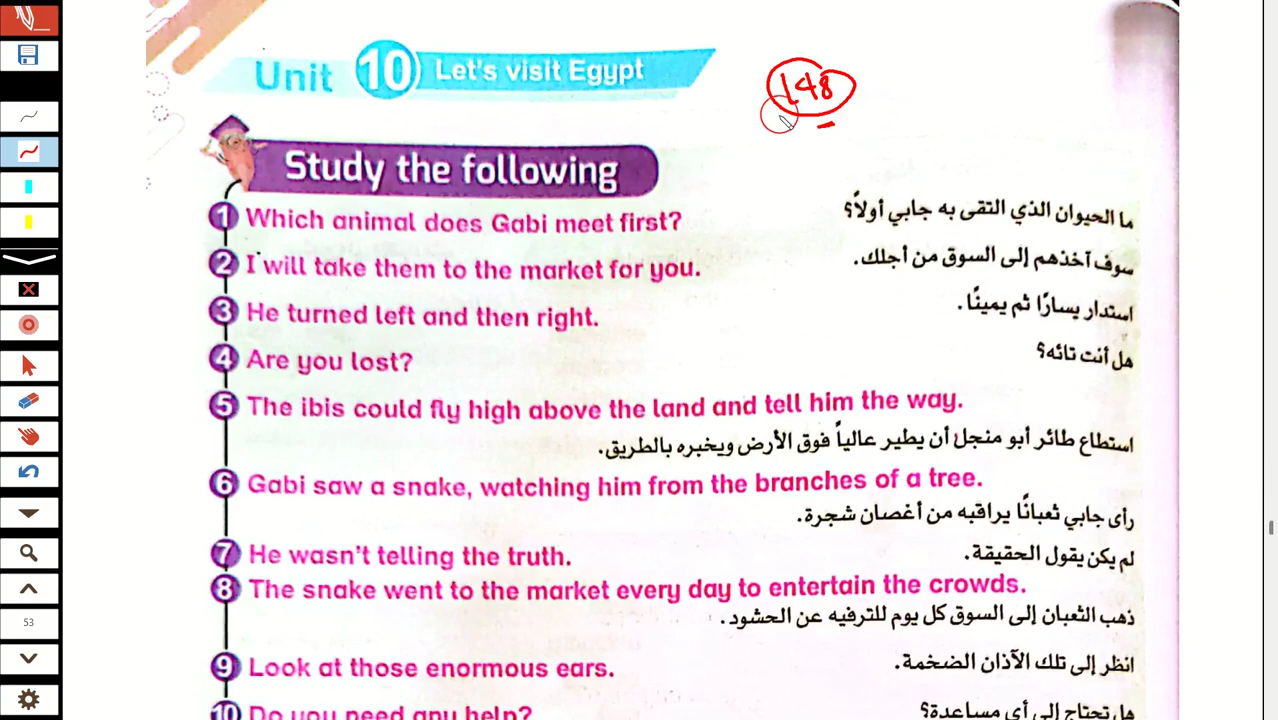 Unit 10 Let's visit Egypt
148
Study the following
1 Which animal does Gabi meet first?
ما الحيوان الذي التقى به جابي أولاً؟
2 I will take them to the market for you.
سوف آخذهم إلى السوق من أجلك.
3 He turned left and then right.
استدار يسارًا ثم يمينًا.
4 Are you lost?
هل أنت تائه؟
5 The ibis could fly high above the land and tell him the way.
استطاع طائر أبو منجل أن يطير عالياً فوق الأرض ويخبره بالطريق.
6 Gabi saw a snake, watching him from the branches of a tree.
رأى جابي ثعبانًا يراقبه من أغصان شجرة.
7 He wasn't telling the truth.
لم يكن يقول الحقيقة.
8 The snake went to the market every day to entertain the crowds.
ذهب الثعبان إلى السوق كل يوم للترفيه عن الحشود.
9 Look at those enormous ears.
انظر إلى تلك الآذان الضخمة.
10 Do you need any help?
هل تحتاج إلى أي مساعدة؟
53